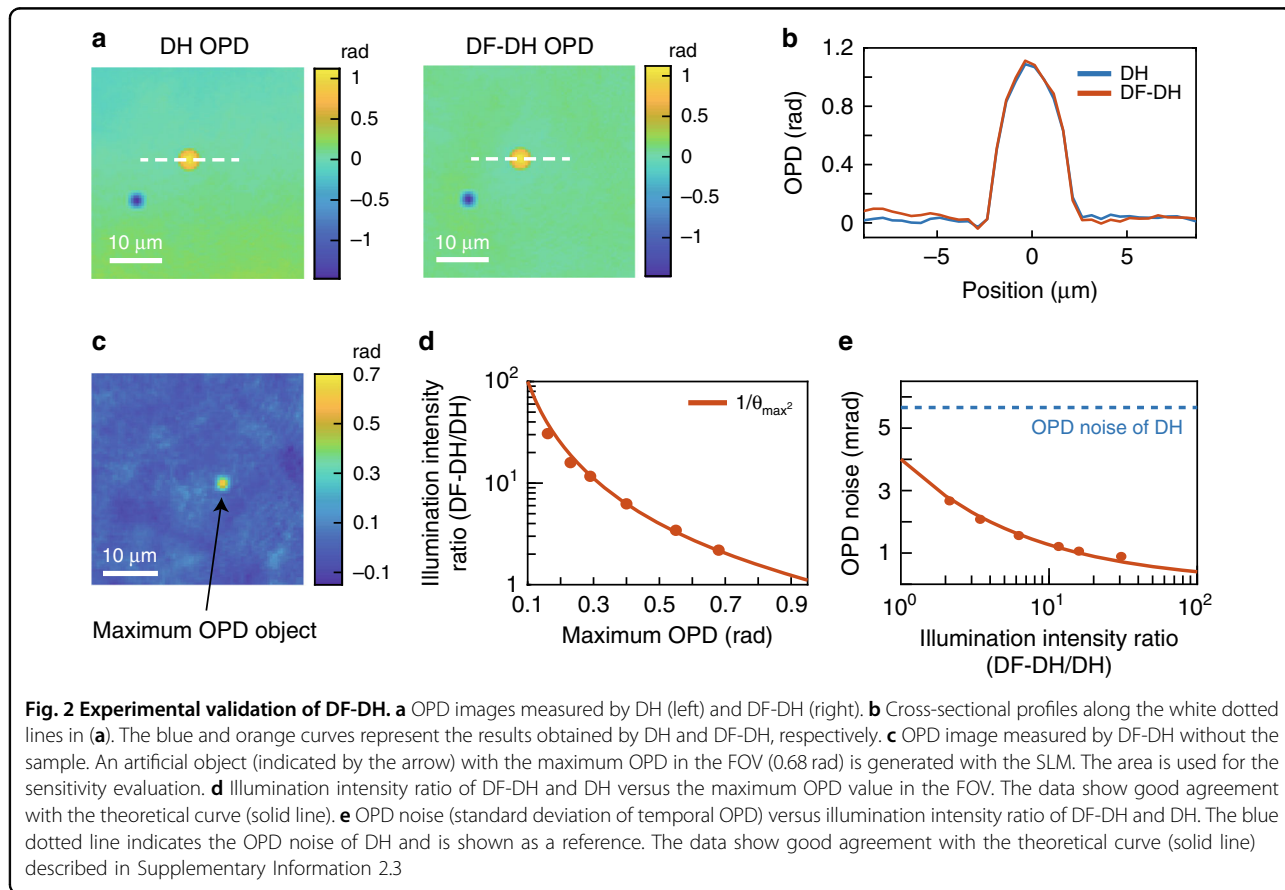 a
DH OPD
rad
1
0.5
0
−0.5
−1
10 μm
DF-DH OPD
rad
1
0.5
0
−0.5
−1
10 μm
b
1.2
0.8
0.4
0
OPD (rad)
DH
DF-DH
−5
0
5
Position (μm)
c
rad
0.7
0.5
0.3
0.1
−0.1
10 μm
Maximum OPD object
d
Illumination intensity
ratio (DF-DH/DH)
10²
10¹
1
1/θmax²
0.1
0.3
0.5
0.7
0.9
Maximum OPD (rad)
e
OPD noise (mrad)
5
3
1
OPD noise of DH
10⁰
10¹
10²
Illumination intensity ratio
(DF-DH/DH)
Fig. 2 Experimental validation of DF-DH. a OPD images measured by DH (left) and DF-DH (right). b Cross-sectional profiles along the white dotted
lines in (a). The blue and orange curves represent the results obtained by DH and DF-DH, respectively. c OPD image measured by DF-DH without the
sample. An artificial object (indicated by the arrow) with the maximum OPD in the FOV (0.68 rad) is generated with the SLM. The area is used for the
sensitivity evaluation. d Illumination intensity ratio of DF-DH and DH versus the maximum OPD value in the FOV. The data show good agreement
with the theoretical curve (solid line). e OPD noise (standard deviation of temporal OPD) versus illumination intensity ratio of DF-DH and DH. The blue
dotted line indicates the OPD noise of DH and is shown as a reference. The data show good agreement with the theoretical curve (solid line)
described in Supplementary Information 2.3